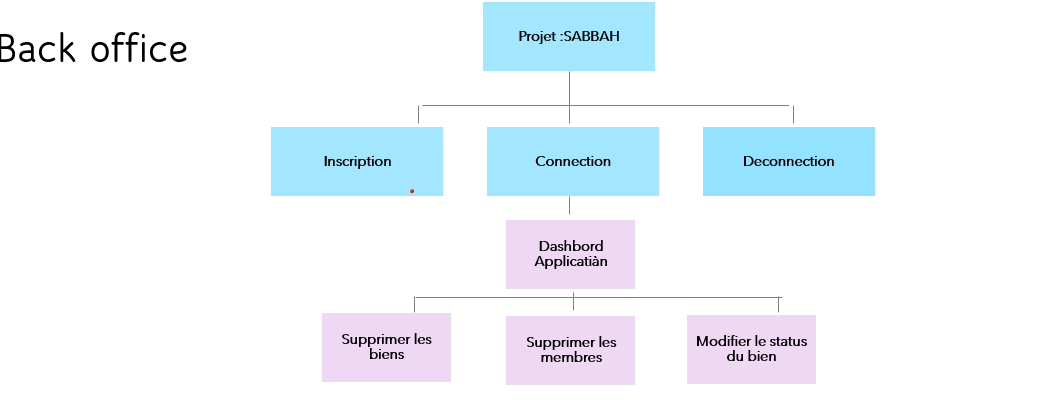 Back office
Projet :SABBAH
Inscription
Connection
Deconnection
Dashbord
Applicatiàn
Supprimer les
biens
Supprimer les
membres
Modifier le status
du bien